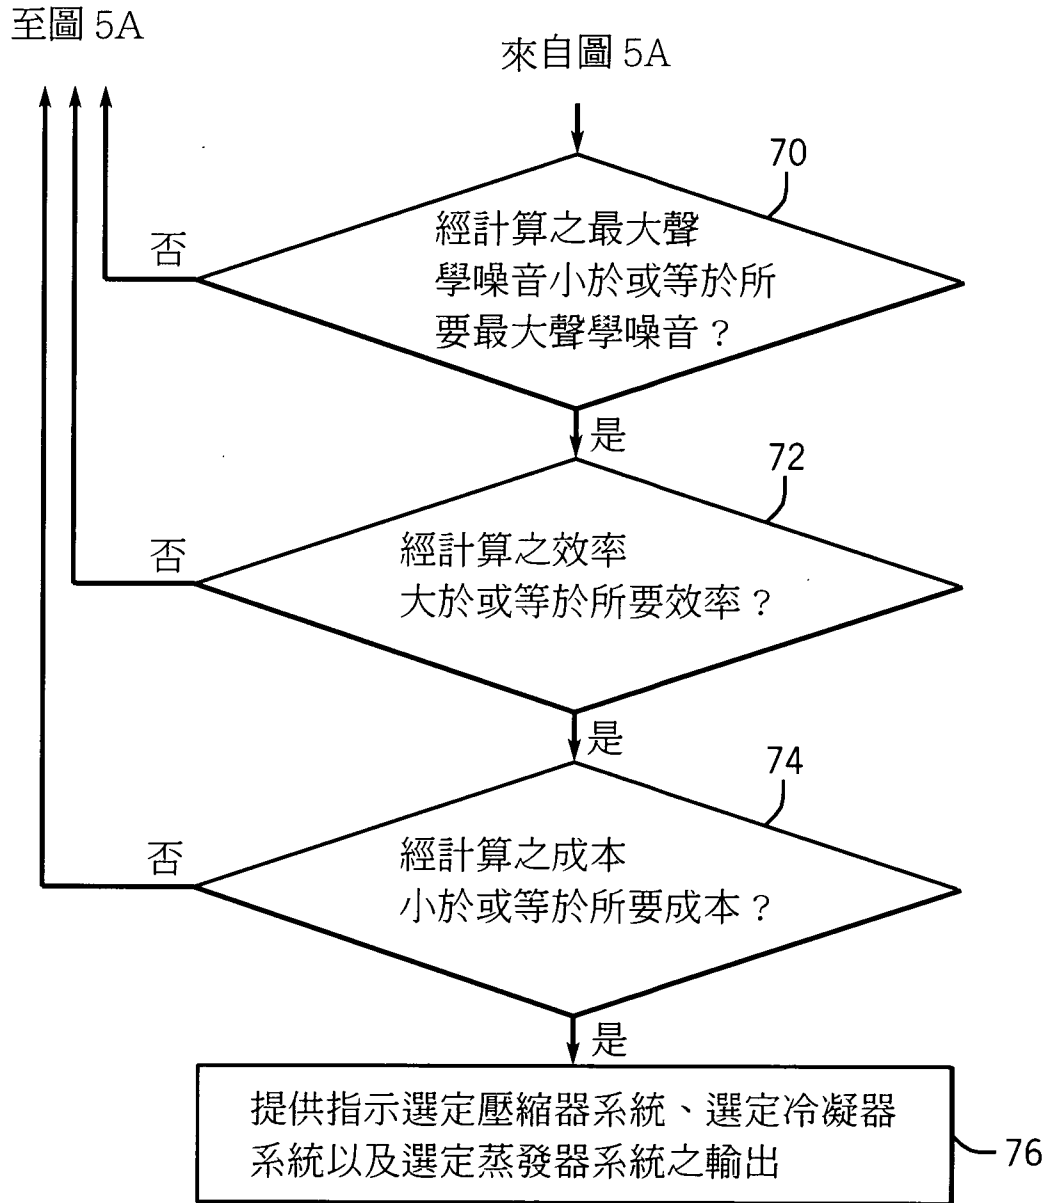 至圖 5A
來自圖 5A
70
經計算之最大聲
學噪音小於或等於所
要最大聲學噪音？
否
是
72
經計算之效率
大於或等於所要效率？
否
是
74
經計算之成本
小於或等於所要成本？
否
是
提供指示選定壓縮器系統、選定冷凝器
系統以及選定蒸發器系統之輸出
76